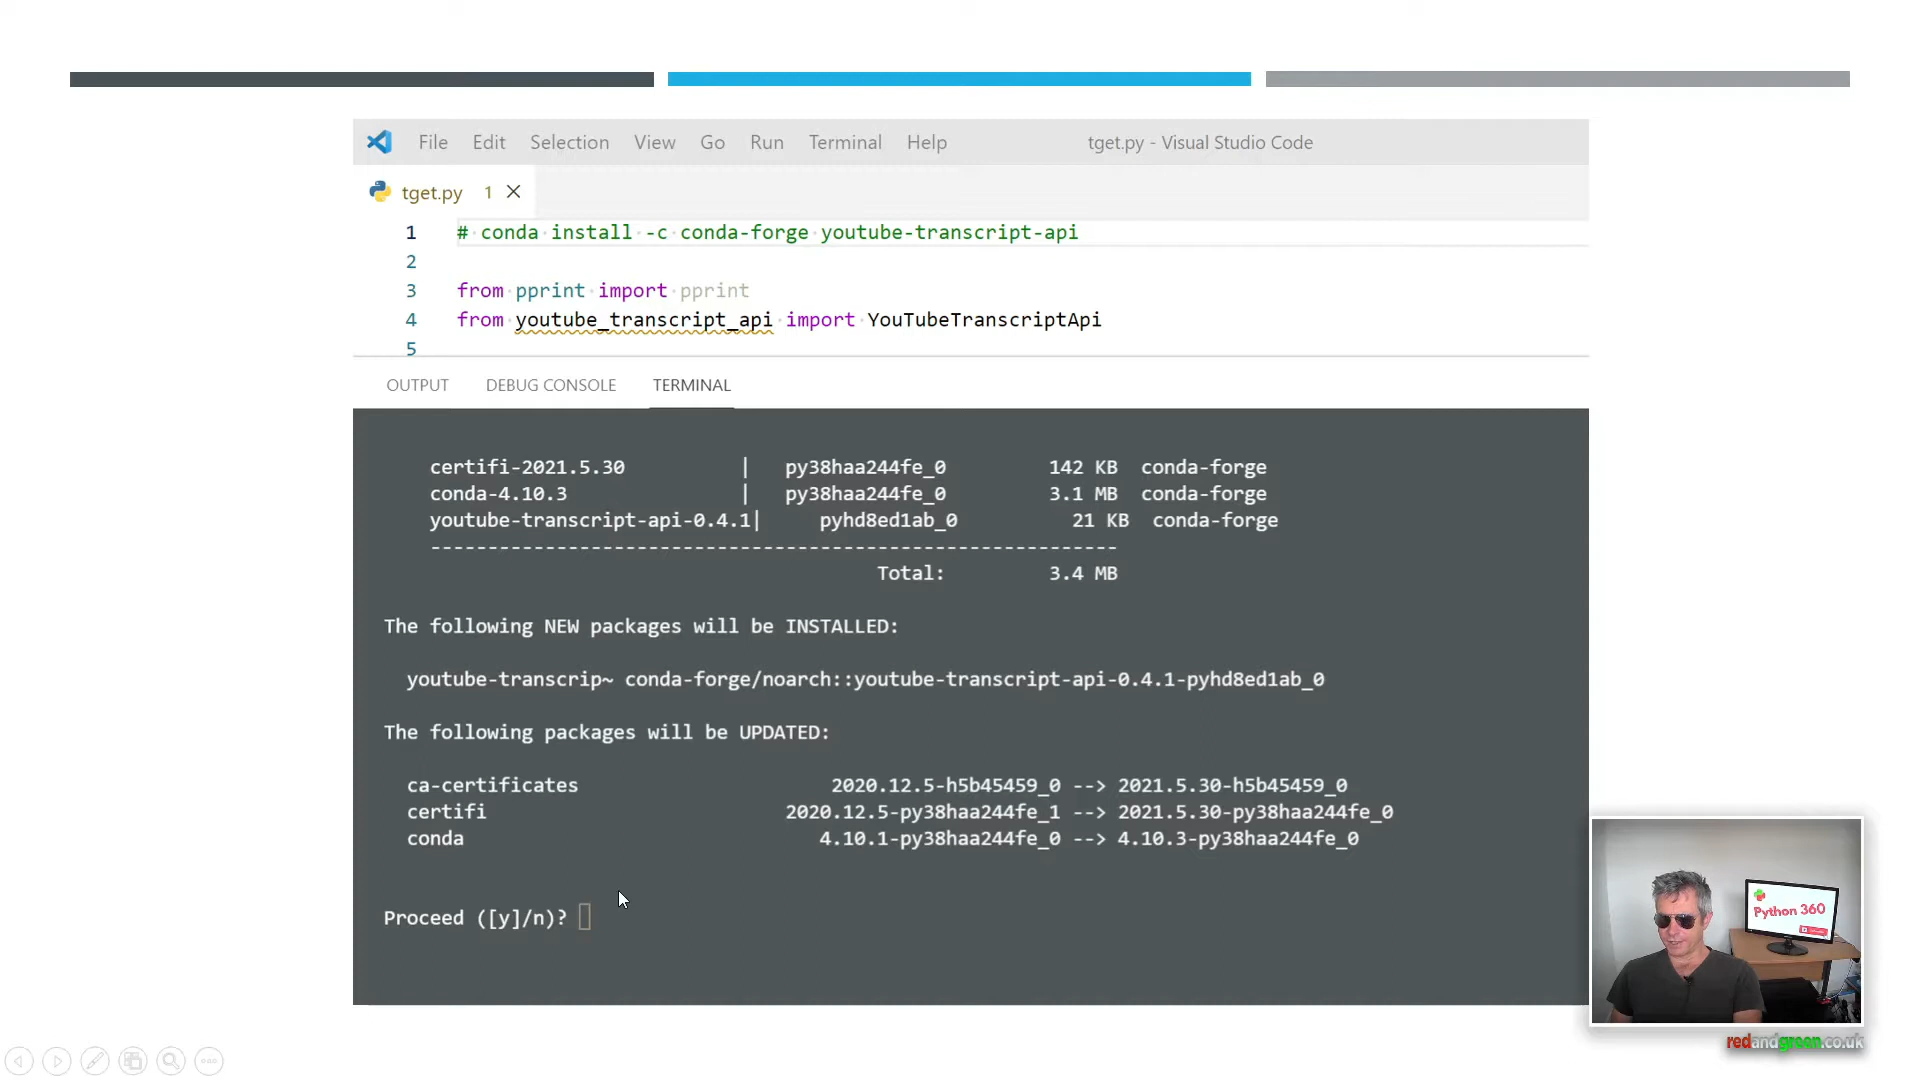 File Edit Selection View Go Run Terminal Help tget.py - Visual Studio Code
tget.py 1
1 # conda install -c conda-forge youtube-transcript-api
2
3 from pprint import pprint
4 from youtube_transcript_api import YouTubeTranscriptApi
5
OUTPUT DEBUG CONSOLE TERMINAL
certifi-2021.5.30 | py38haa244fe_0 142 KB conda-forge
conda-4.10.3 | py38haa244fe_0 3.1 MB conda-forge
youtube-transcript-api-0.4.1| pyhd8ed1ab_0 21 KB conda-forge
------------------------------------------------------------
Total: 3.4 MB
The following NEW packages will be INSTALLED:
youtube-transcrip~ conda-forge/noarch::youtube-transcript-api-0.4.1-pyhd8ed1ab_0
The following packages will be UPDATED:
ca-certificates 2020.12.5-h5b45459_0 --> 2021.5.30-h5b45459_0
certifi 2020.12.5-py38haa244fe_1 --> 2021.5.30-py38haa244fe_0
conda 4.10.1-py38haa244fe_0 --> 4.10.3-py38haa244fe_0
Proceed ([y]/n)?
Python 360
redandgreen.co.uk